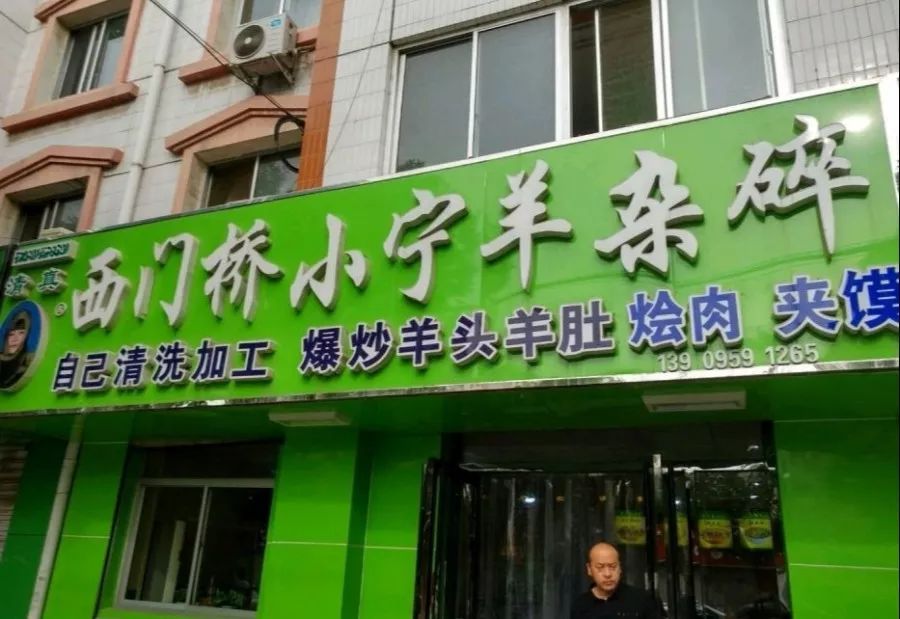 清真
西门桥小宁羊杂碎
自己清洗加工 爆炒羊头羊肚 烩肉 夹馍
139 0959 1265